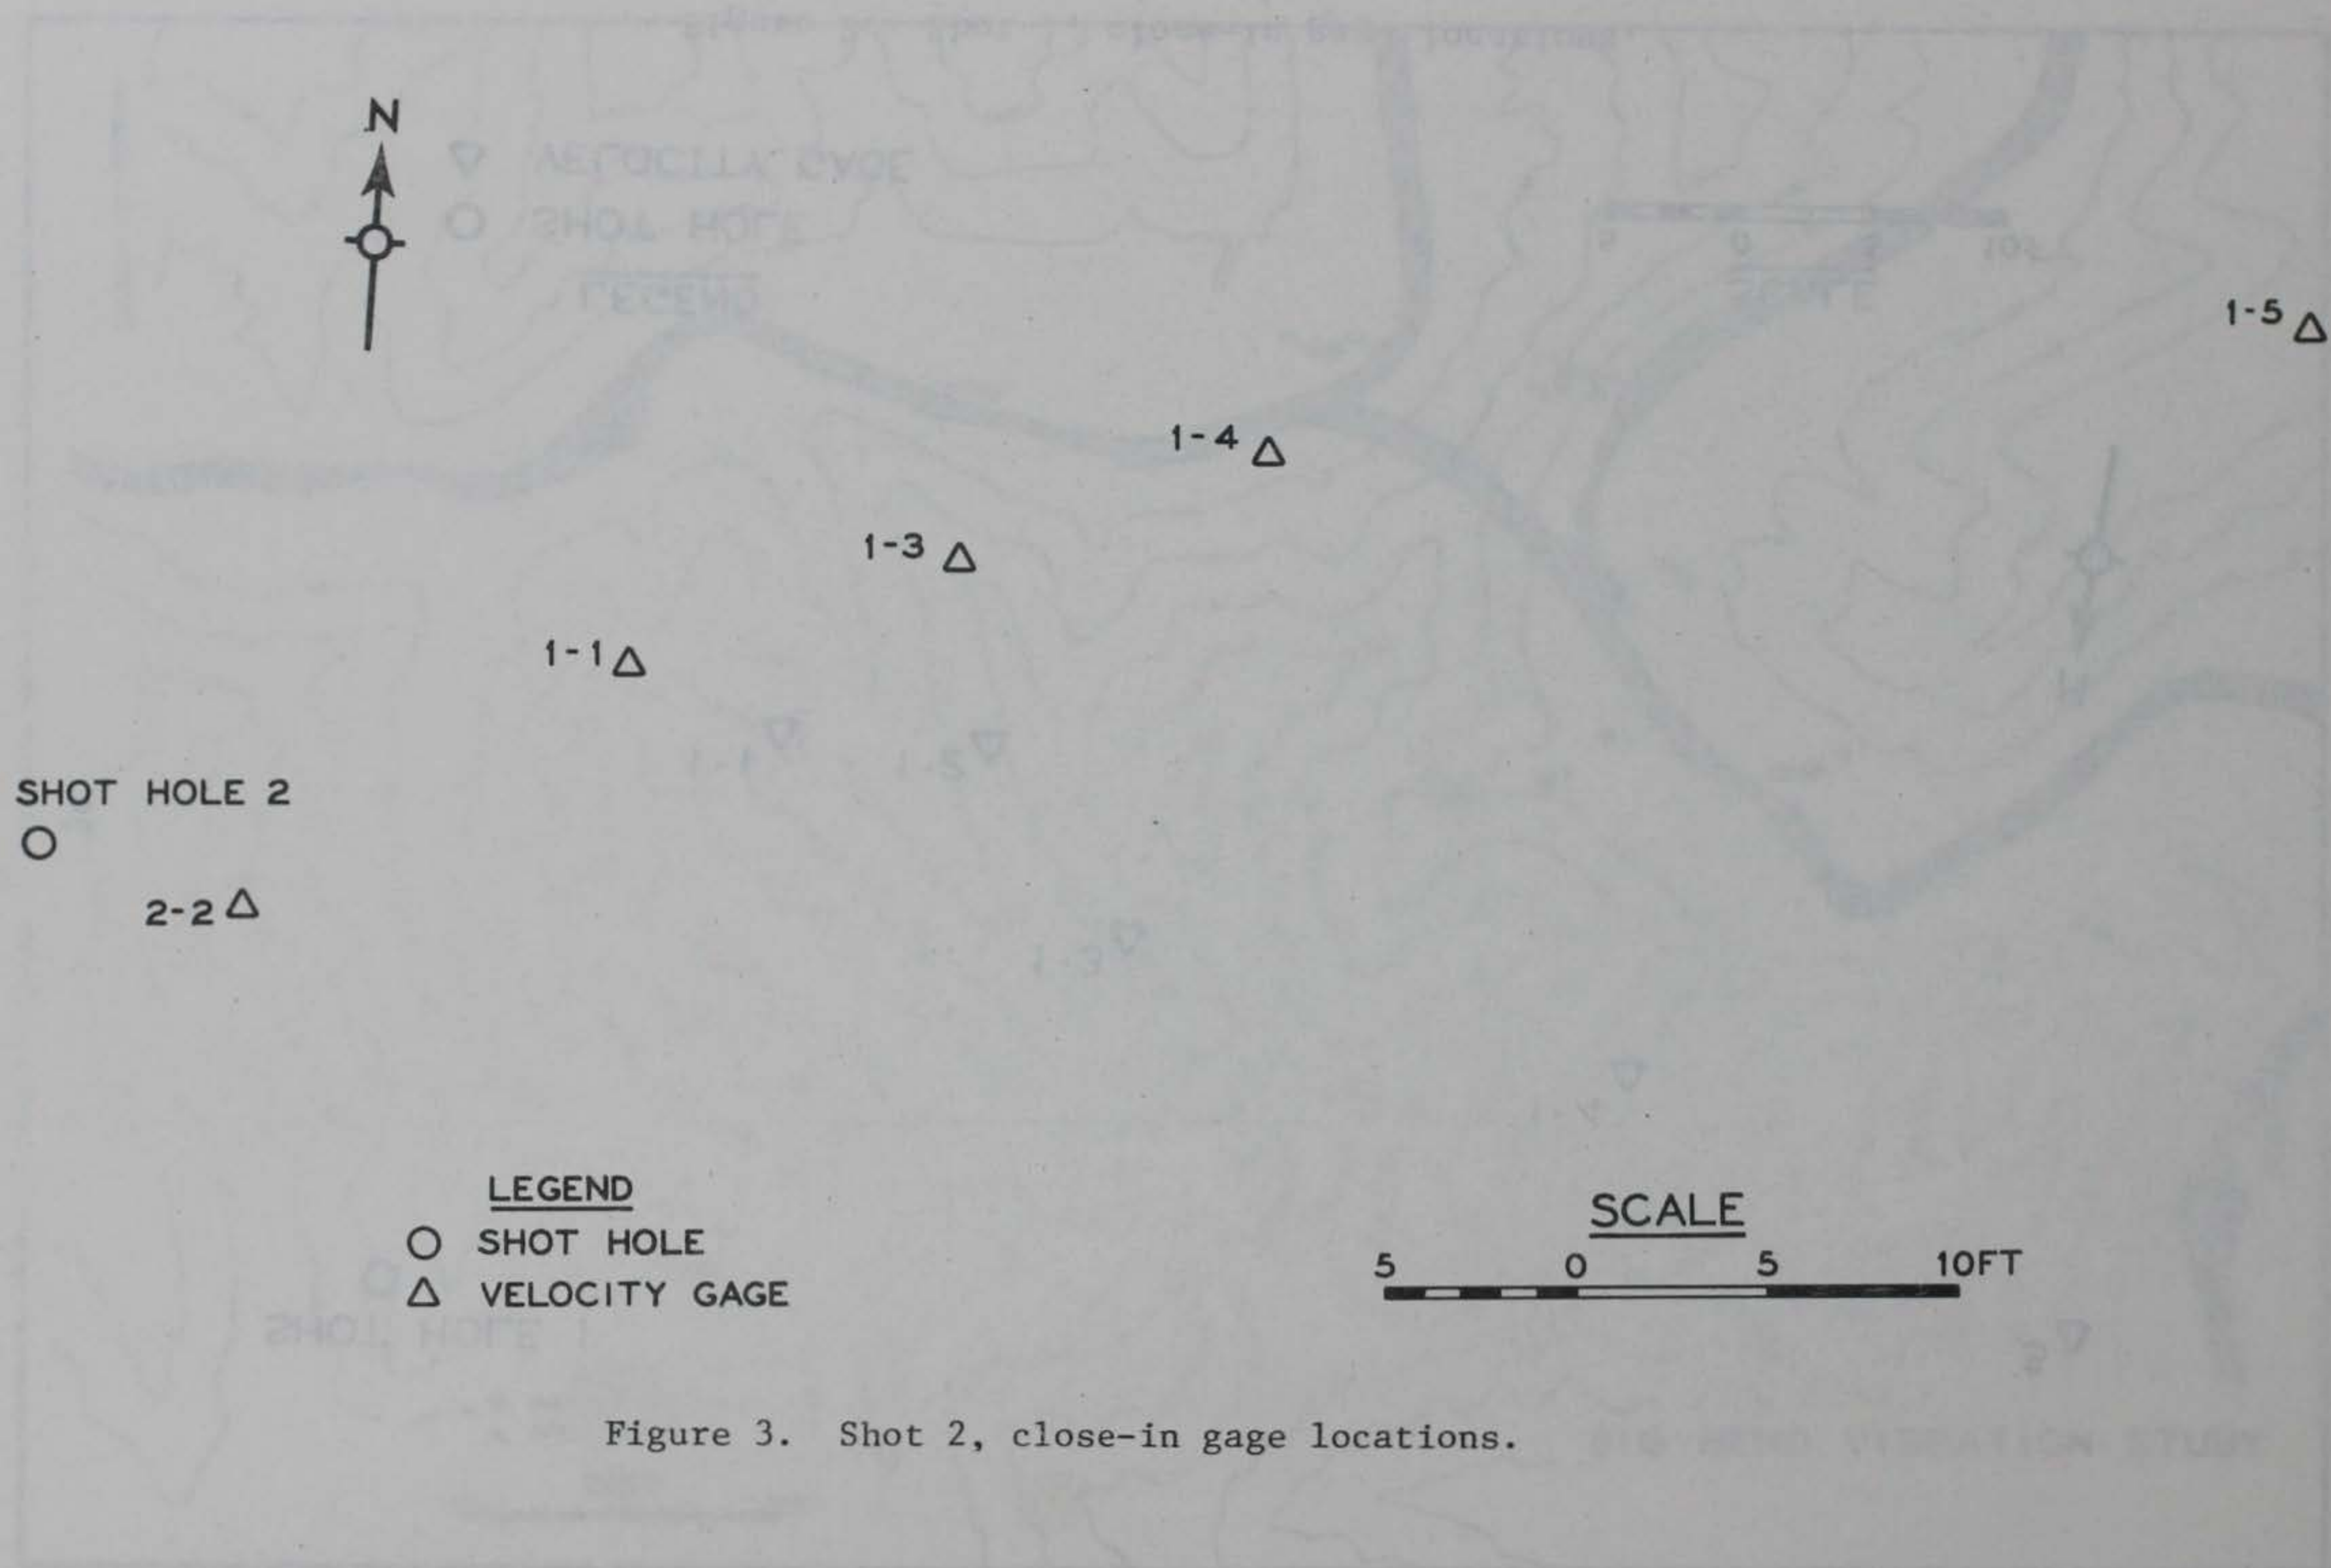 N
1-5
1-4
1-3
1-1
SHOT HOLE 2
2-2
LEGEND
SHOT HOLE
VELOCITY GAGE
SCALE
5 0 5 10FT
Figure 3. Shot 2, close-in gage locations.